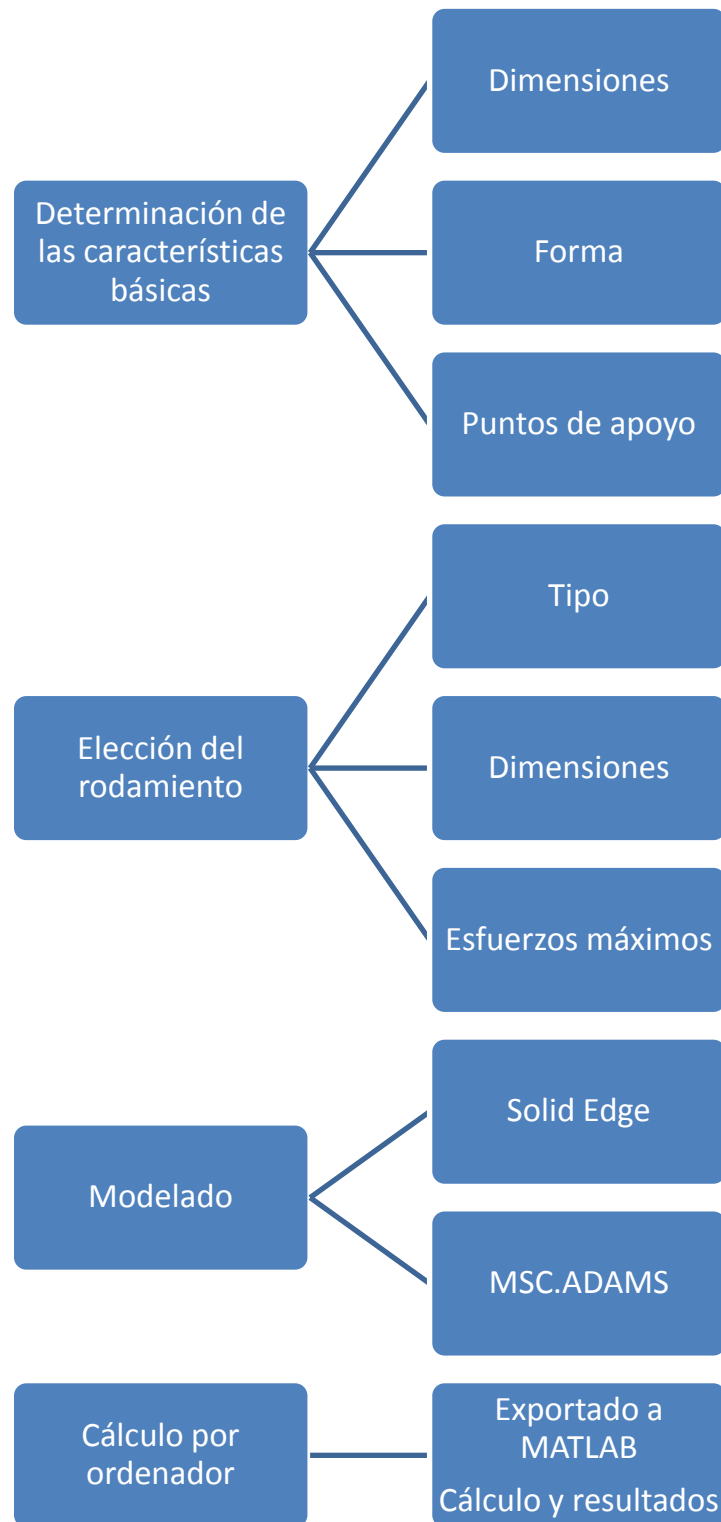 Determinación de
las características
básicas
Dimensiones
Forma
Puntos de apoyo
Elección del
rodamiento
Tipo
Dimensiones
Esfuerzos máximos
Modelado
Solid Edge
MSC.ADAMS
Cálculo por
ordenador
Exportado a
MATLAB
Cálculo y resultados